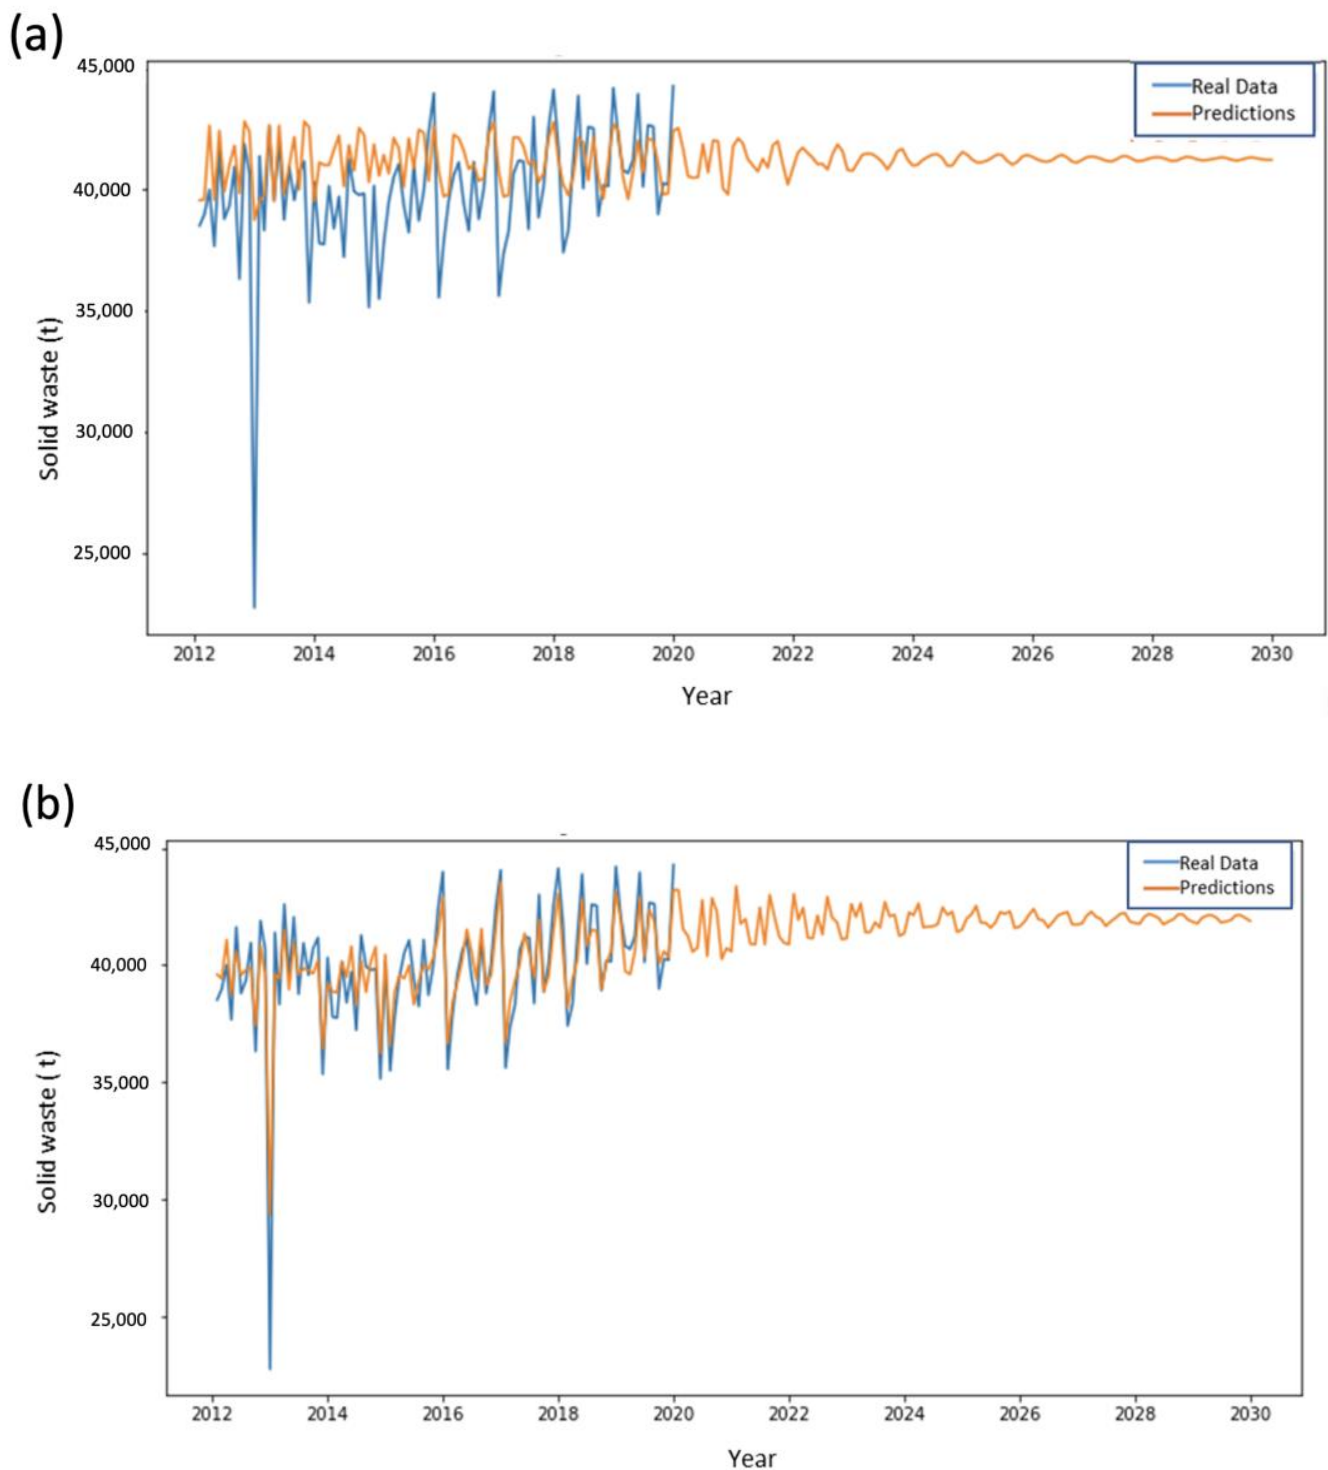 (a)
45,000
Real Data
Predictions
40,000
35,000
30,000
25,000
Solid waste (t)
2012 2014 2016 2018 2020 2022 2024 2026 2028 2030
Year
(b)
45,000
Real Data
Predictions
40,000
35,000
30,000
25,000
Solid waste ( t)
2012 2014 2016 2018 2020 2022 2024 2026 2028 2030
Year